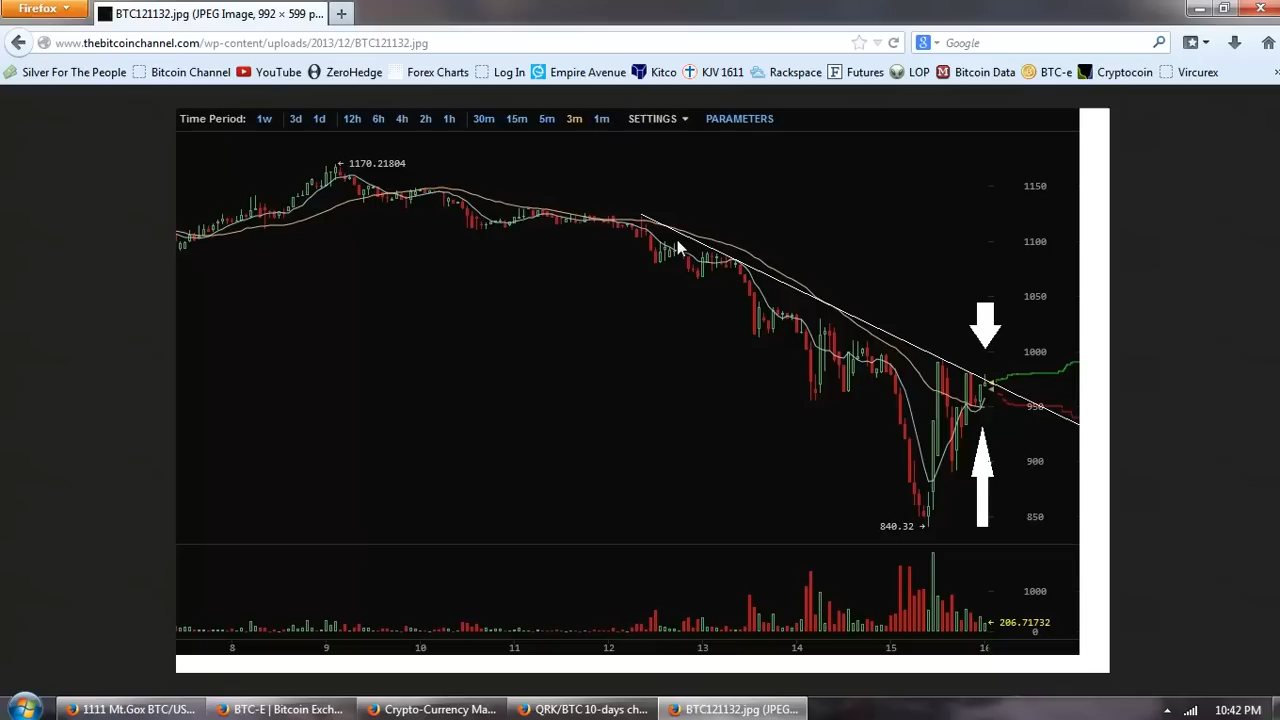 Firefox
BTC121132.jpg (JPEG Image, 992 × 599 p...
www.thebitcoinchannel.com/wp-content/uploads/2013/12/BTC121132.jpg
Google
Silver For The People Bitcoin Channel YouTube ZeroHedge Forex Charts Log In Empire Avenue Kitco KJV 1611 Rackspace Futures LOP Bitcoin Data BTC-e Cryptocoin Vircurex
Time Period: 1w 3d 1d 12h 6h 4h 2h 1h 30m 15m 5m 3m 1m SETTINGS PARAMETERS
← 1170.21804
1150
1100
1050
1000
950
900
850
840.32 →
1000
← 206.71732
0
8 9 10 11 12 13 14 15 16
1111 Mt.Gox BTC/US... BTC-E | Bitcoin Exch... Crypto-Currency Ma... QRK/BTC 10-days ch... BTC121132.jpg (JPEG... 10:42 PM